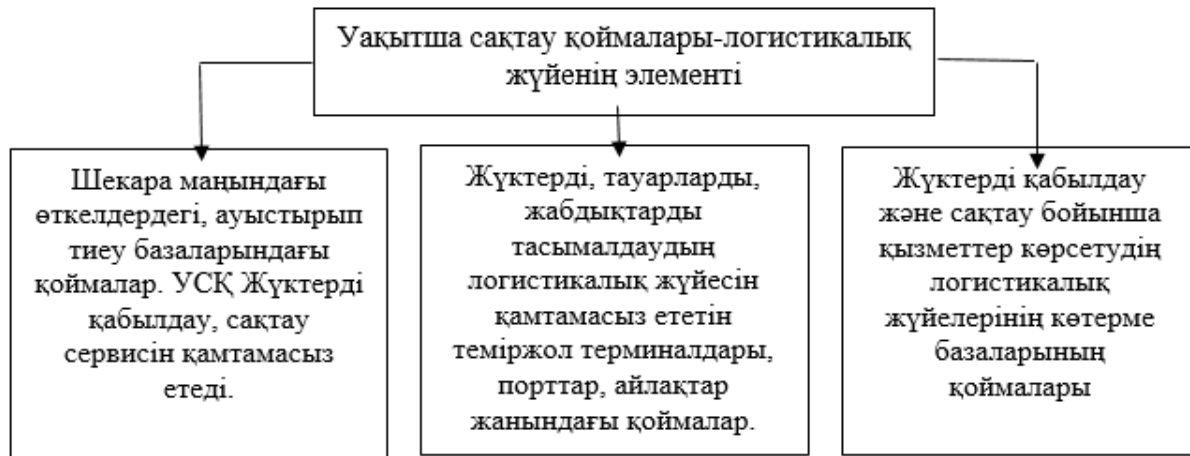 Уақытша сақтау қоймалары-логистикалық
жүйенің элементі
Шекара маңындағы
өткелдердегі, ауыстырып
тиеу базаларындағы
қоймалар. УСҚ Жүктерді
қабылдау, сақтау
сервисін қамтамасыз
етеді.
Жүктерді, тауарларды,
жабдықтарды
тасымалдаудың
логистикалық жүйесін
қамтамасыз ететін
теміржол терминалдары,
порттар, айлақтар
жанындағы қоймалар.
Жүктерді қабылдау
және сақтау бойынша
қызметтер көрсетудің
логистикалық
жүйелерінің көтерме
базаларының
қоймалары